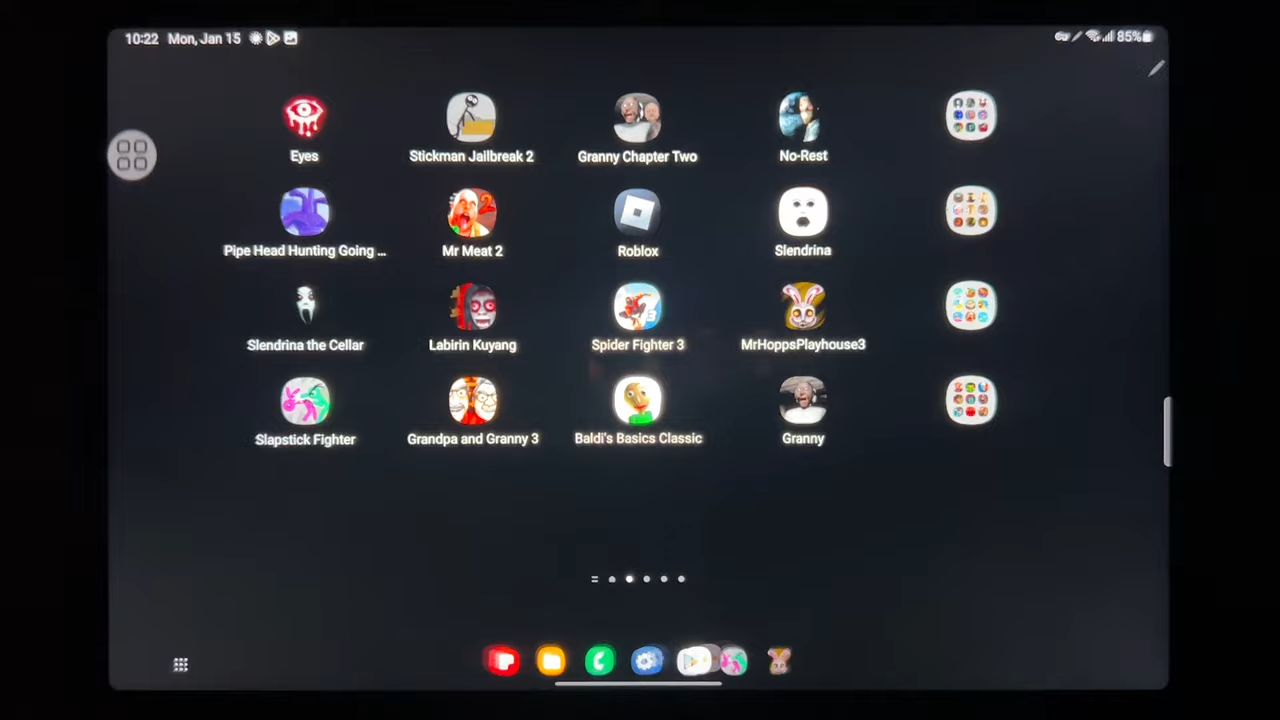 10:22 Mon, Jan 15
85%
Eyes
Stickman Jailbreak 2
Granny Chapter Two
No-Rest
Pipe Head Hunting Going ...
Mr Meat 2
Roblox
Slendrina
Slendrina the Cellar
Labirin Kuyang
Spider Fighter 3
MrHoppsPlayhouse3
Slapstick Fighter
Grandpa and Granny 3
Baldi's Basics Classic
Granny